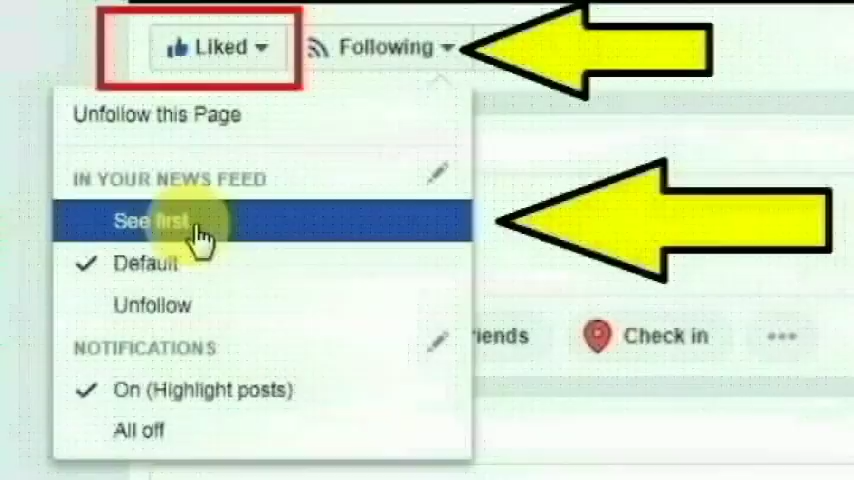 Liked Following
Unfollow this Page
IN YOUR NEWS FEED
See first
Default
Unfollow
riends Check in
NOTIFICATIONS
On (Highlight posts)
All off